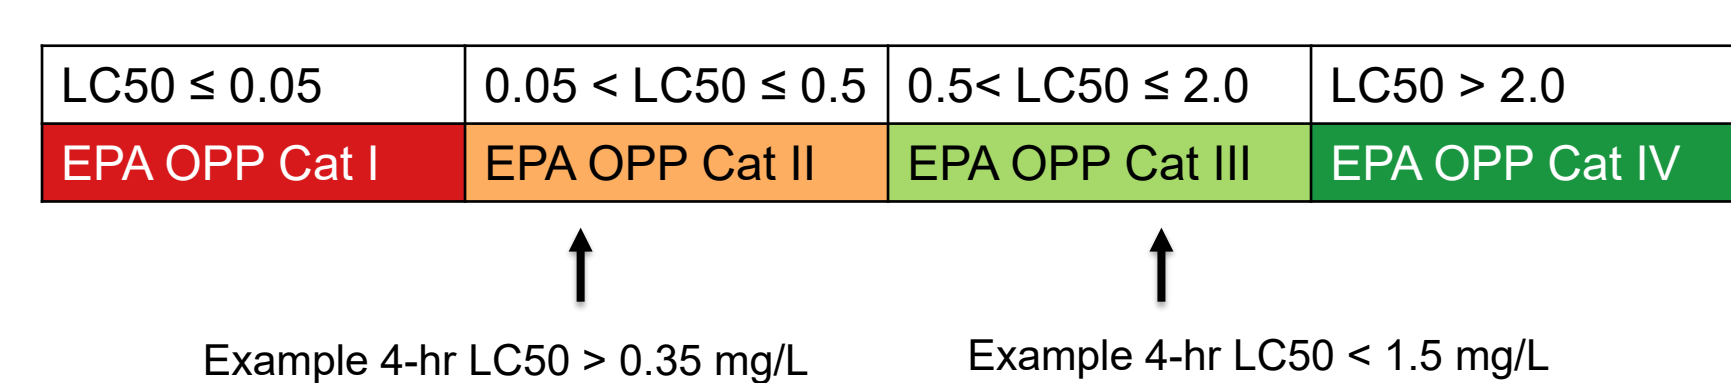 LC50 ≤ 0.05 0.05 < LC50 ≤ 0.5 0.5< LC50 ≤ 2.0 LC50 > 2.0
EPA OPP Cat I EPA OPP Cat II EPA OPP Cat III EPA OPP Cat IV
Example 4-hr LC50 > 0.35 mg/L Example 4-hr LC50 < 1.5 mg/L